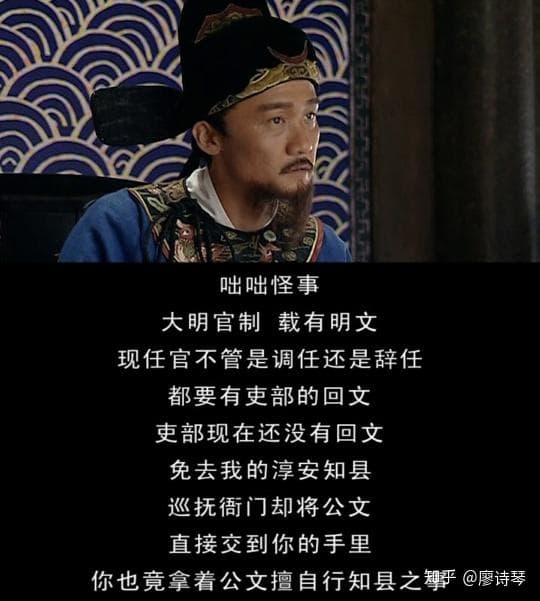 咄咄怪事
大明官制 载有明文
现任官不管是调任还是辞任
都要有吏部的回文
吏部现在还没有回文
免去我的淳安知县
巡抚衙门却将公文
直接交到你的手里
你也竟拿着公文擅自行知县之事
知乎 @廖诗琴